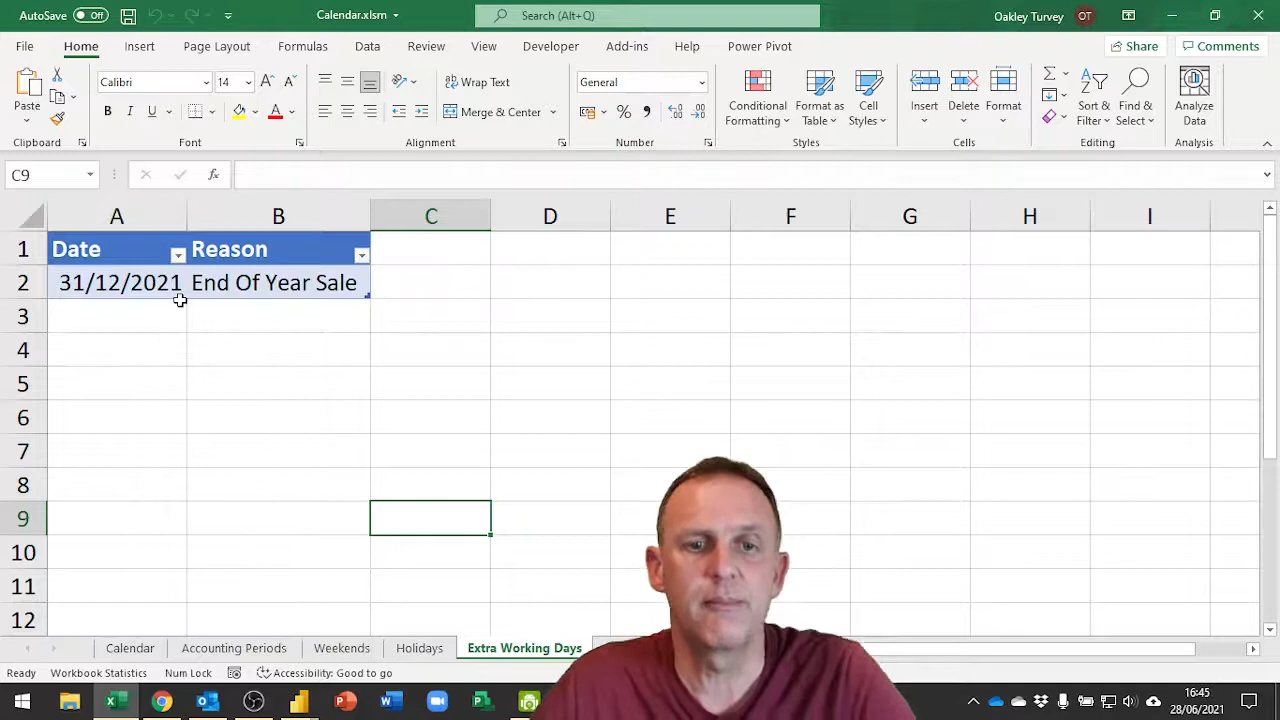 AutoSave Off
Calendar.xlsm
Search (Alt+Q)
Oakley Turvey OT
File Home Insert Page Layout Formulas Data Review View Developer Add-ins Help Power Pivot Share Comments
Calibri 14 Wrap Text General
Paste Merge & Center Conditional Formatting Format as Table Cell Styles Insert Delete Format Sort & Filter Find & Select Analyze Data
B I U
Clipboard Font Alignment Number Styles Cells Editing Analysis
C9 fx
A B C D E F G H I
1 Date Reason
2 31/12/2021 End Of Year Sale
3
4
5
6
7
8
9
10
11
12
Calendar Accounting Periods Weekends Holidays Extra Working Days
Ready Workbook Statistics Num Lock Accessibility: Good to go
16:45
28/06/2021